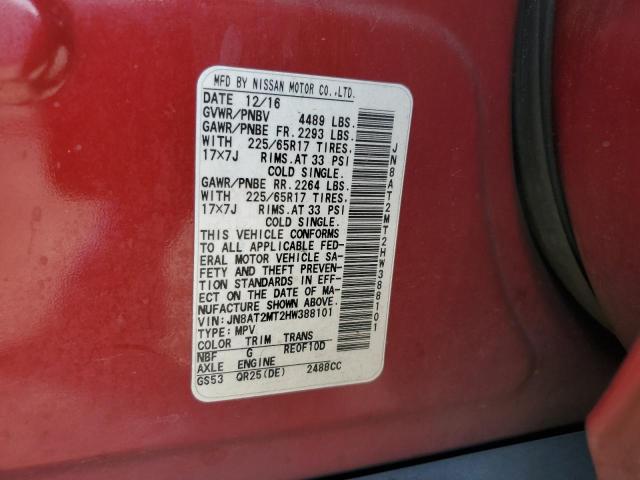 MFD BY NISSAN MOTOR CO.,LTD.
DATE 12/16
GVWR/PNBV 4489 LBS.
GAWR/PNBE FR. 2293 LBS.
WITH 225/65R17 TIRES.
17X7J RIMS.AT 33 PSI
COLD SINGLE.
GAWR/PNBE RR. 2264 LBS.
WITH 225/65R17 TIRES.
17X7J RIMS.AT 33 PSI
COLD SINGLE.
THIS VEHICLE CONFORMS
TO ALL APPLICABLE FED-
ERAL MOTOR VEHICLE SA-
FETY AND THEFT PREVEN-
TION STANDARDS IN EFF-
ECT ON THE DATE OF MA-
NUFACTURE SHOWN ABOVE.
VIN:JN8AT2MT2HW388101
TYPE:MPV
COLOR TRIM TRANS
NBF G RE0F10D
AXLE ENGINE
GS53 QR25(DE) 2488CC
JN8AT2MT2HW388101